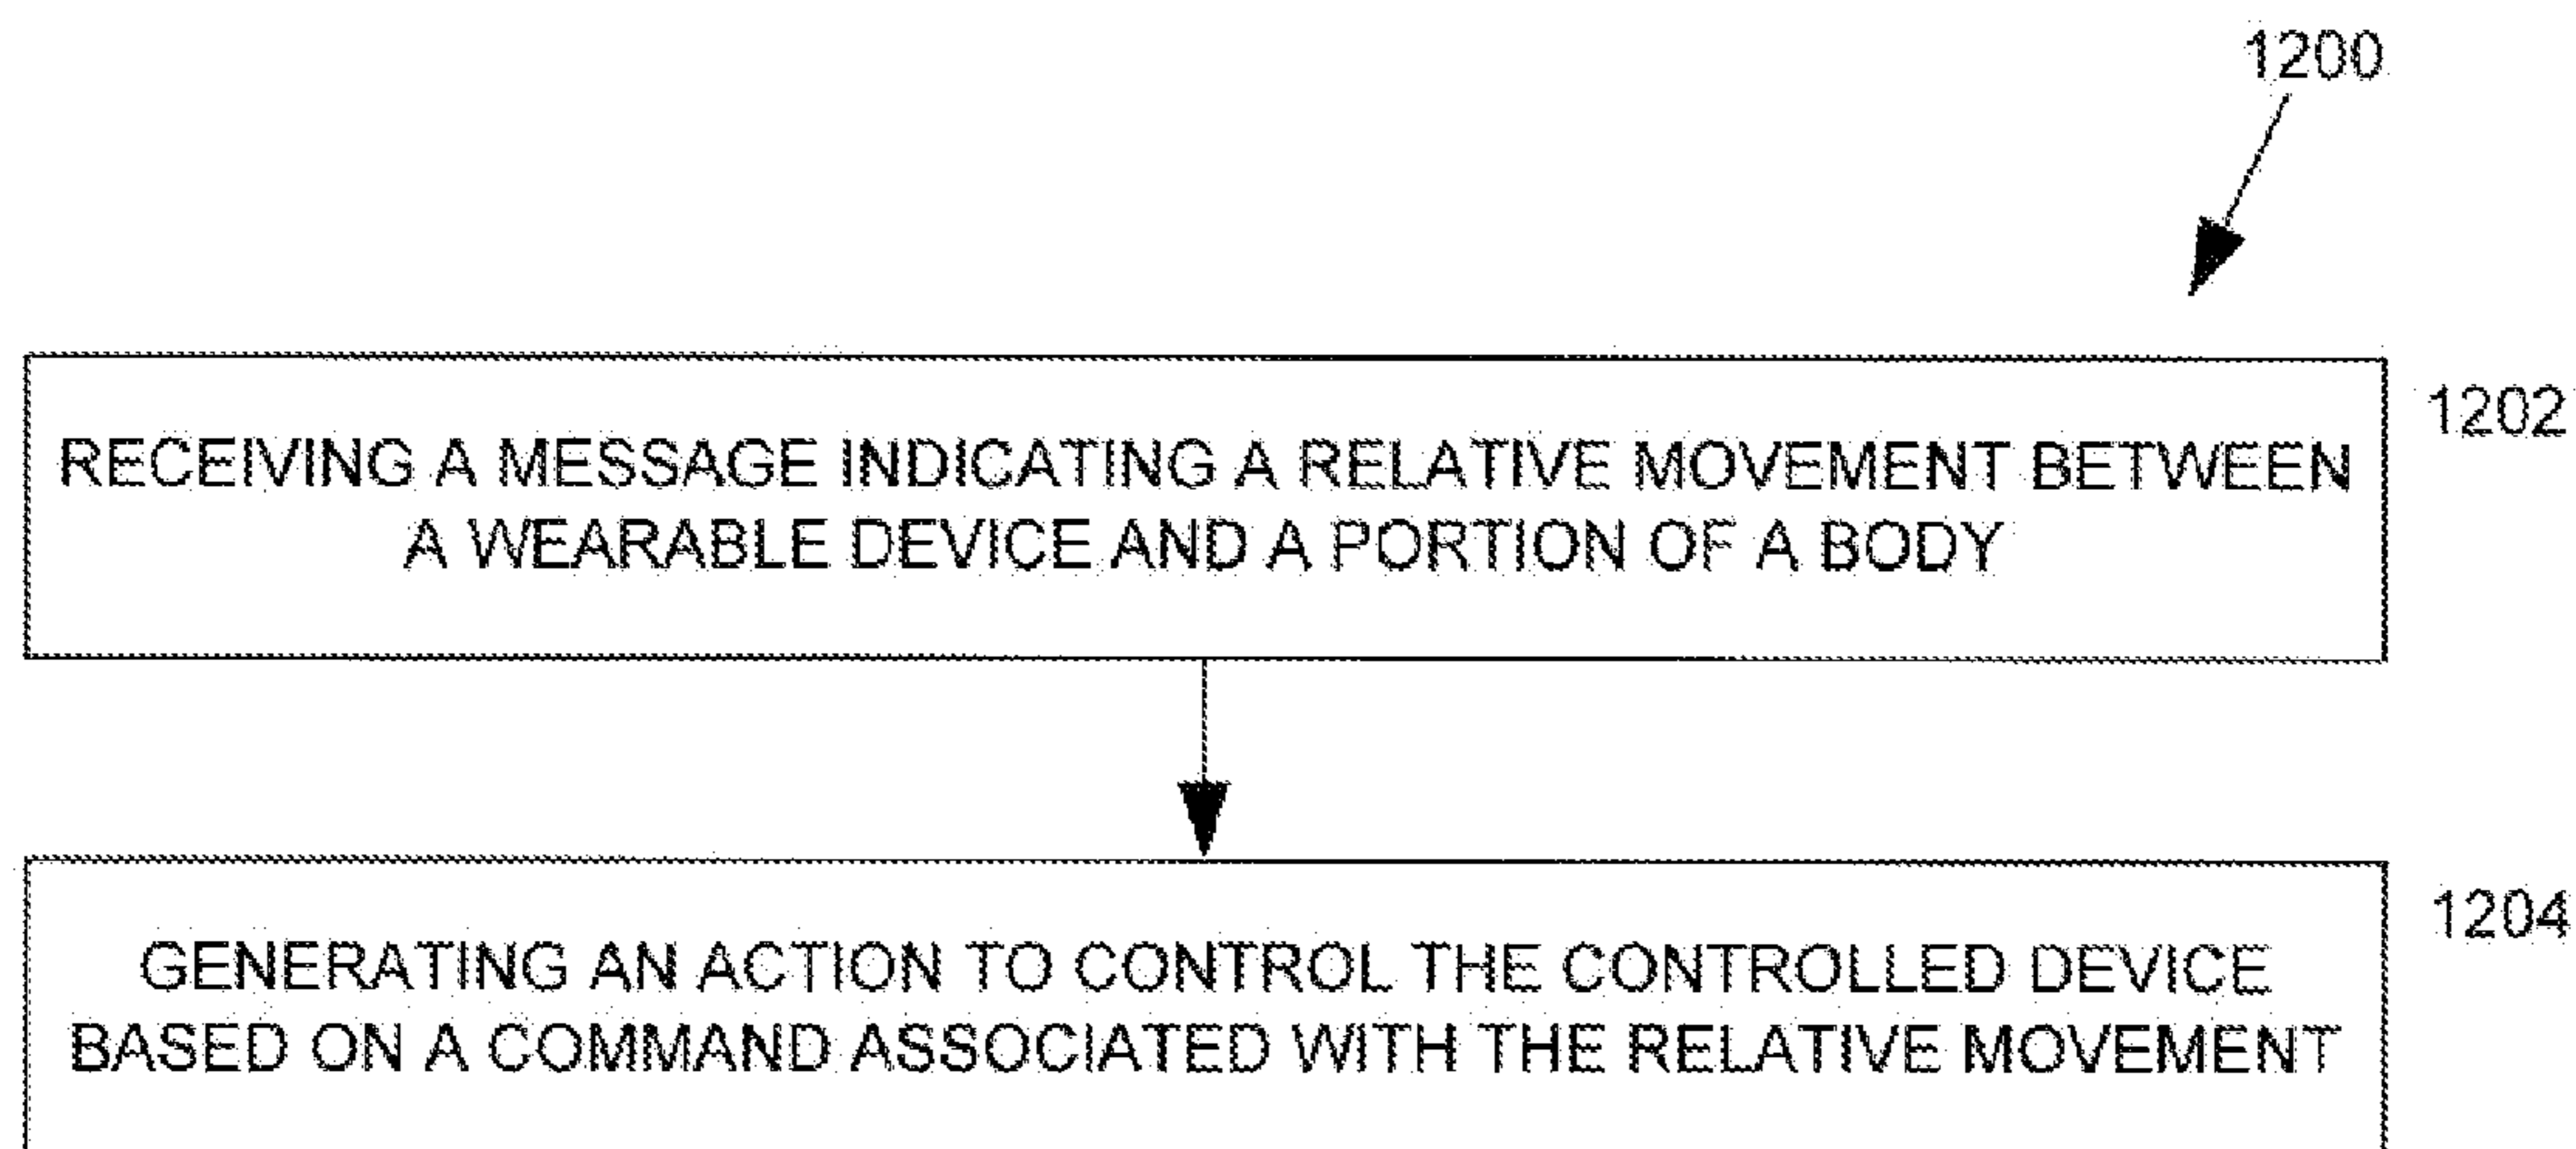 1200
1202
RECEIVING A MESSAGE INDICATING A RELATIVE MOVEMENT BETWEEN
A WEARABLE DEVICE AND A PORTION OF A BODY
1204
GENERATING AN ACTION TO CONTROL THE CONTROLLED DEVICE
BASED ON A COMMAND ASSOCIATED WITH THE RELATIVE MOVEMENT